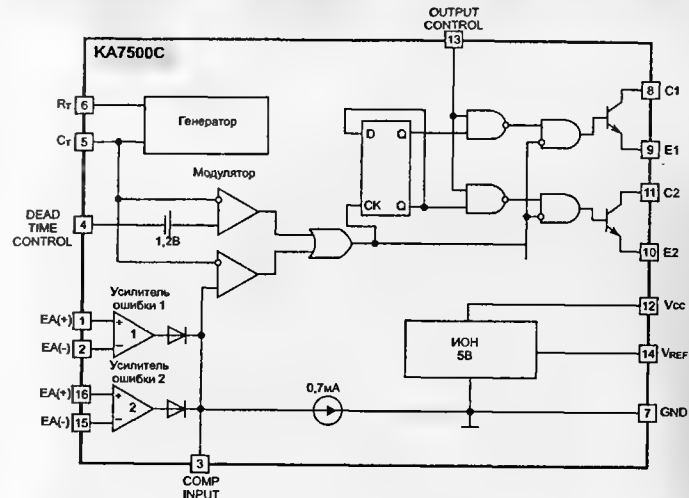 OUTPUT
CONTROL
13
KA7500C
RT
6
Генератор
CT
5
Модулятор
DEAD
TIME
CONTROL
4
1,2В
D
Q
CK
Q
8
C1
9
E1
11
C2
10
E2
Усилитель
ошибки 1
EA(+)
1
+
1
EA(-)
2
−
Усилитель
ошибки 2
EA(+)
16
+
2
EA(-)
15
−
0,7мА
ИОН
5В
12
Vcc
14
VREF
7
GND
3
COMP
INPUT